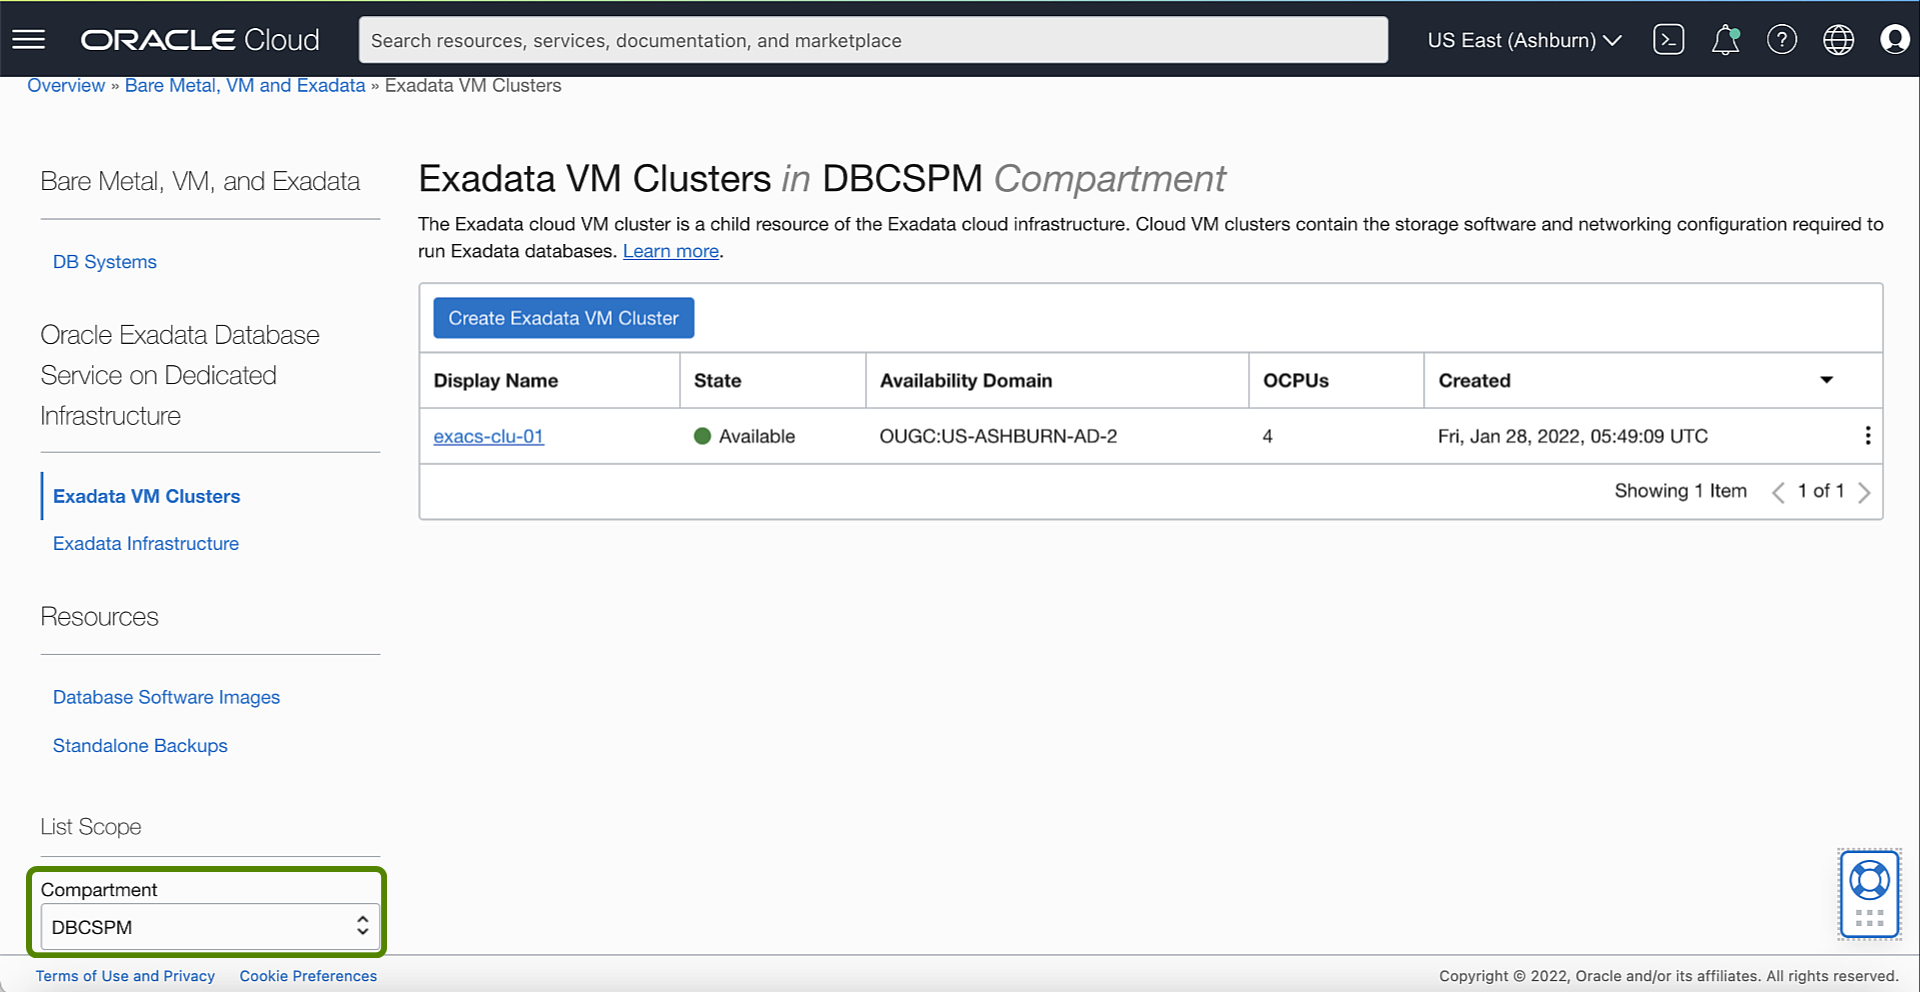 ORACLE Cloud
Search resources, services, documentation, and marketplace
US East (Ashburn)
Overview » Bare Metal, VM and Exadata » Exadata VM Clusters
Bare Metal, VM, and Exadata
DB Systems
Oracle Exadata Database
Service on Dedicated
Infrastructure
Exadata VM Clusters
Exadata Infrastructure
Resources
Database Software Images
Standalone Backups
List Scope
Compartment
DBCSPM
Exadata VM Clusters in DBCSPM Compartment
The Exadata cloud VM cluster is a child resource of the Exadata cloud infrastructure. Cloud VM clusters contain the storage software and networking configuration required to
run Exadata databases. Learn more.
Create Exadata VM Cluster
Display Name State Availability Domain OCPUs Created
exacs-clu-01 Available OUGC:US-ASHBURN-AD-2 4 Fri, Jan 28, 2022, 05:49:09 UTC
Showing 1 Item 1 of 1
Terms of Use and Privacy Cookie Preferences
Copyright © 2022, Oracle and/or its affiliates. All rights reserved.